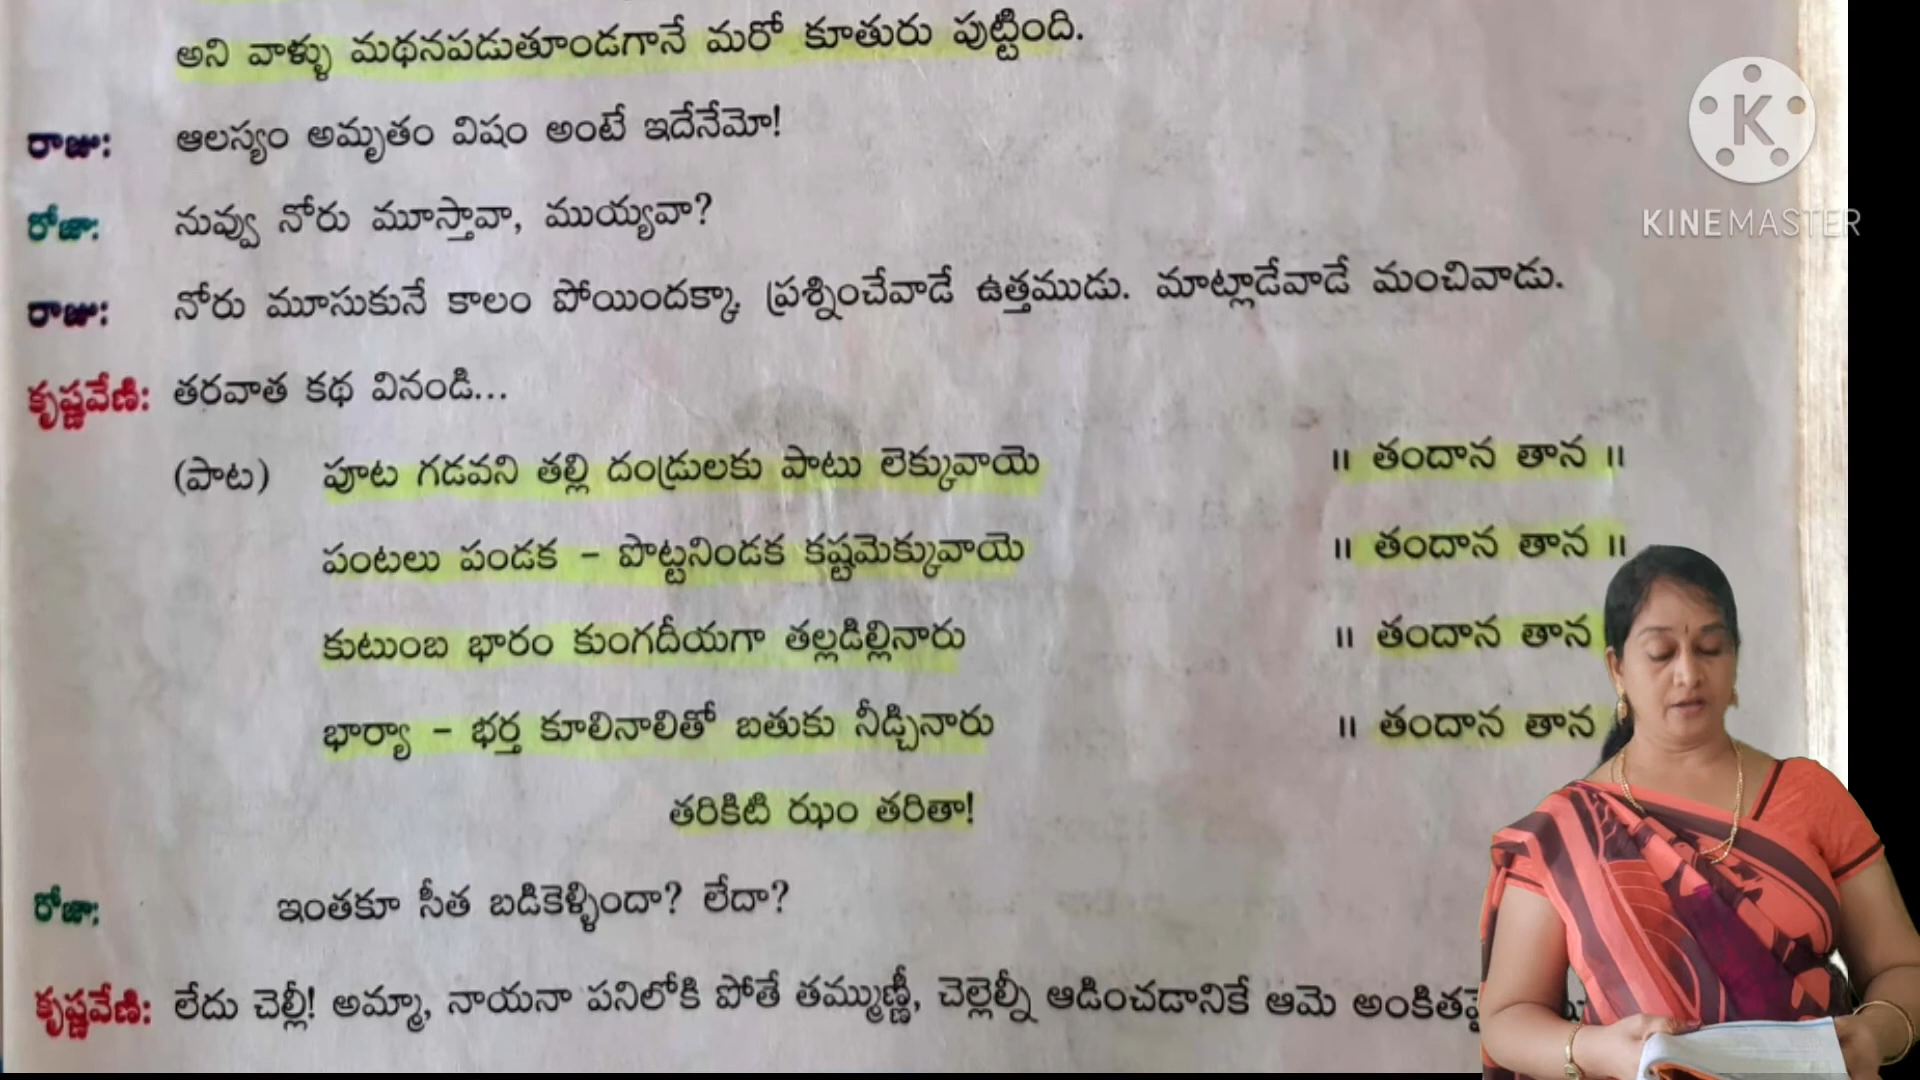 అని వాళ్ళు మథనపడుతూండగానే మరో కూతురు పుట్టింది.
రాజు: ఆలస్యం అమృతం విషం అంటే ఇదేనేమో!
రోజా: నువ్వు నోరు మూస్తావా, ముయ్యవా?
రాజు: నోరు మూసుకునే కాలం పోయిందక్కా ప్రశ్నించేవాడే ఉత్తముడు. మాట్లాడేవాడే మంచివాడు.
కృష్ణవేణి: తరవాత కథ వినండి...
(పాట) పూట గడవని తల్లి దండ్రులకు పాటు లెక్కువాయె ॥ తందాన తాన ॥
పంటలు పండక – పొట్టనిండక కష్టమెక్కువాయె ॥ తందాన తాన ॥
కుటుంబ భారం కుంగదీయగా తల్లడిల్లినారు ॥ తందాన తాన
భార్యా – భర్త కూలినాలితో బతుకు నీడ్చినారు ॥ తందాన తాన
తరికిటి ఝం తరితా!
రోజా: ఇంతకూ సీత బడికెళ్ళిందా? లేదా?
కృష్ణవేణి: లేదు చెల్లీ! అమ్మా, నాయనా పనిలోకి పోతే తమ్ముణ్ణీ, చెల్లెల్నీ ఆడించడానికే ఆమె
K
KINEMASTER